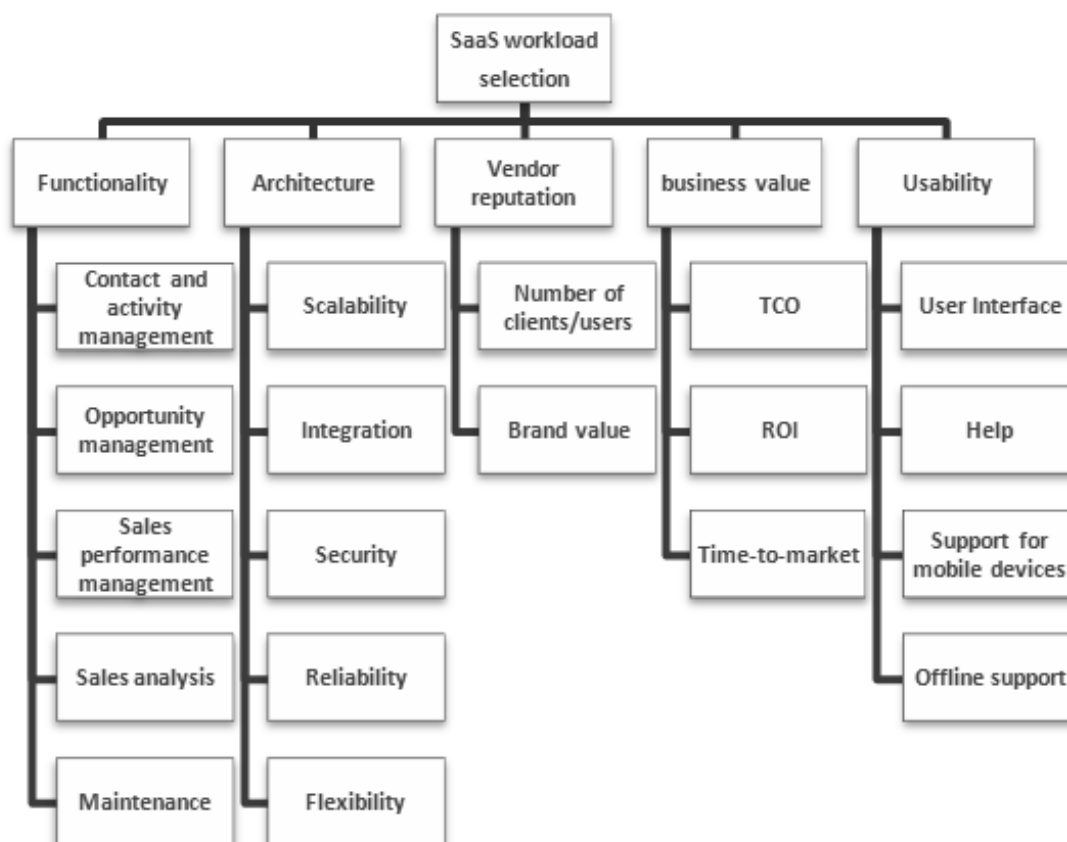 SaaS workload
selection
Functionality
Architecture
Vendor
reputation
business value
Usability
Contact and
activity
management
Opportunity
management
Sales
performance
management
Sales analysis
Maintenance
Scalability
Integration
Security
Reliability
Flexibility
Number of
clients/users
Brand value
TCO
ROI
Time-to-market
User Interface
Help
Support for
mobile devices
Offline support